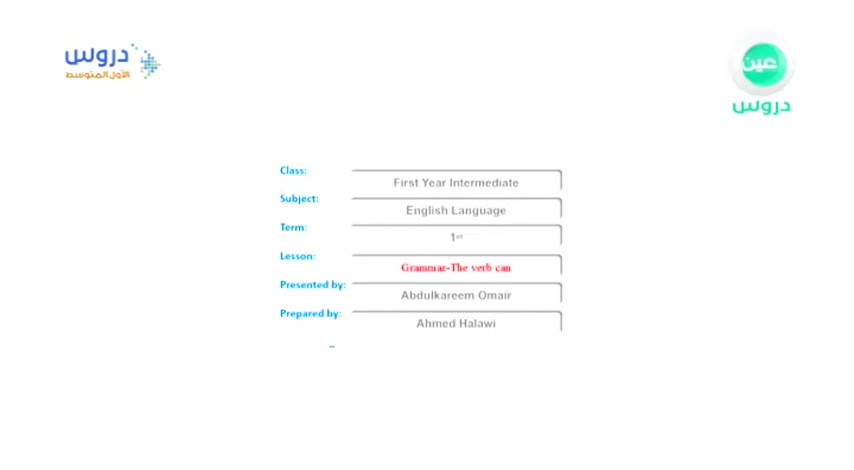 دروس
الأول المتوسط
عين
دروس
Class: First Year Intermediate
Subject: English Language
Term: 1st
Lesson: Grammar-The verb can
Presented by: Abdulkareem Omair
Prepared by: Ahmed Halawi